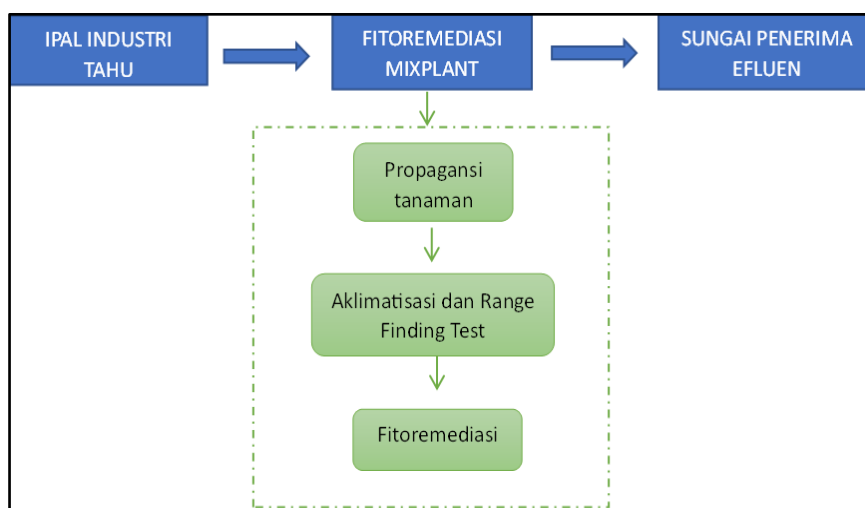 IPAL INDUSTRI
TAHU
FITOREMEDIASI
MIXPLANT
SUNGAI PENERIMA
EFLUEN
Propagansi
tanaman
Aklimatisasi dan Range
Finding Test
Fitoremediasi